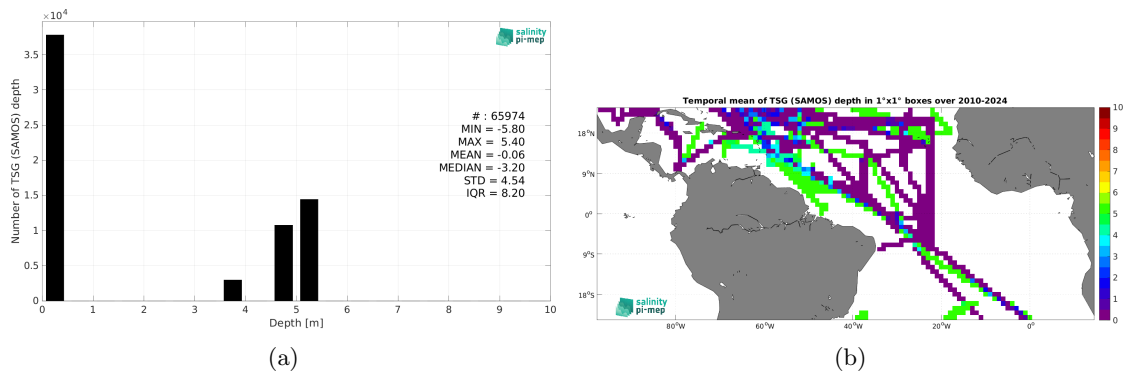 ×10⁴
3.5
3
2.5
2
1.5
1
0.5
0
0 1 2 3 4 5 6 7 8 9 10
Number of TSG (SAMOS) depth
Depth [m]
salinity
pi-mep
# : 65974
MIN = -5.80
MAX = 5.40
MEAN = -0.06
MEDIAN = -3.20
STD = 4.54
IQR = 8.20
(a)
Temporal mean of TSG (SAMOS) depth in 1°x1° boxes over 2010-2024
18°N
9°N
0°
9°S
18°S
80°W 60°W 40°W 20°W 0°
salinity
pi-mep
10
9
8
7
6
5
4
3
2
1
0
(b)